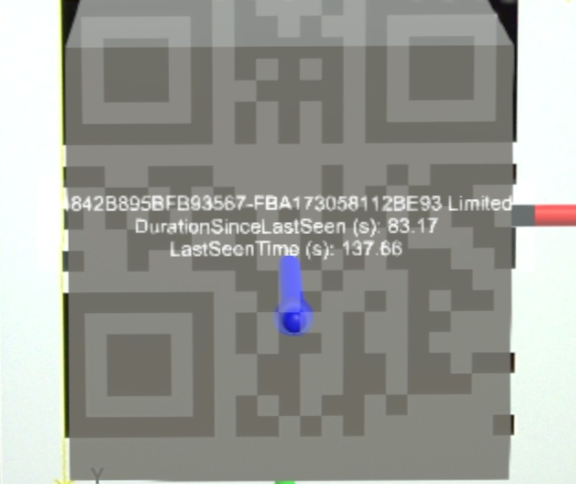 842B895BFB93567-FBA173058112BE93 Limited
DurationSinceLastSeen (s): 83.17
LastSeenTime (s): 137.66
Y